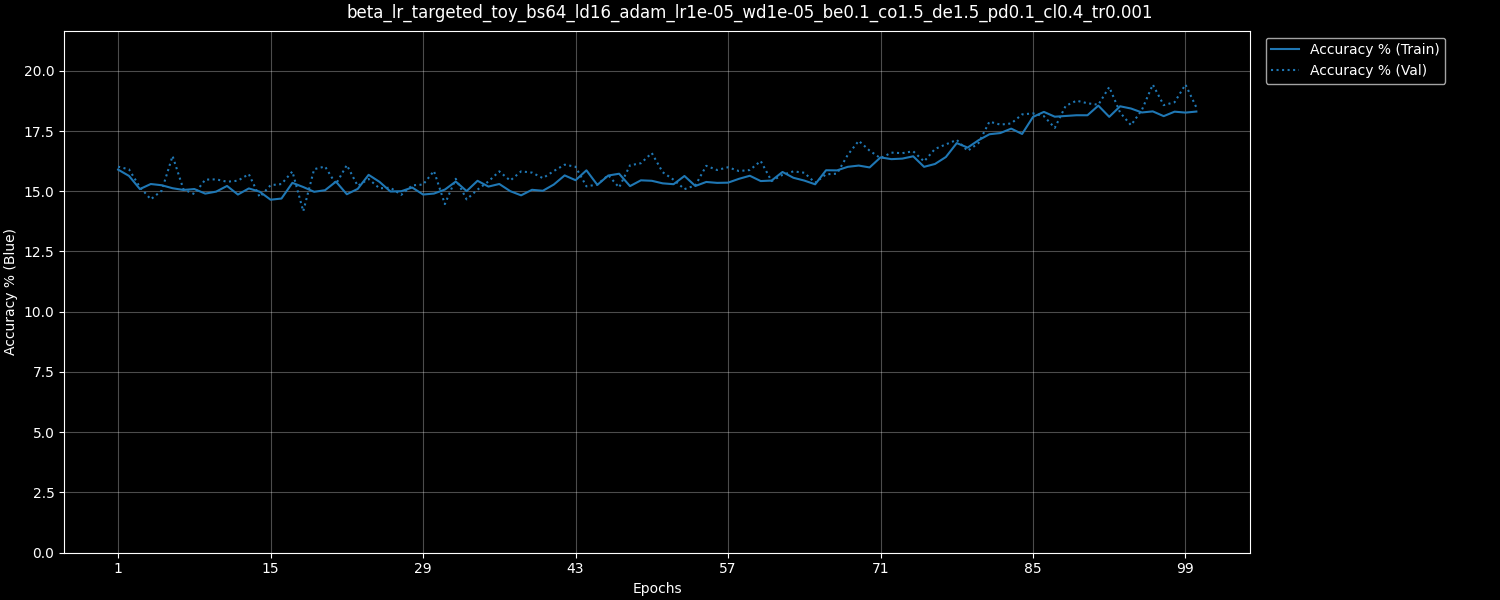 beta_lr_targeted_toy_bs64_ld16_adam_lr1e-05_wd1e-05_be0.1_co1.5_de1.5_pd0.1_cl0.4_tr0.001
Accuracy % (Train)
Accuracy % (Val)
Accuracy % (Blue)
20.0
17.5
15.0
12.5
10.0
7.5
5.0
2.5
0.0
1 15 29 43 57 71 85 99
Epochs